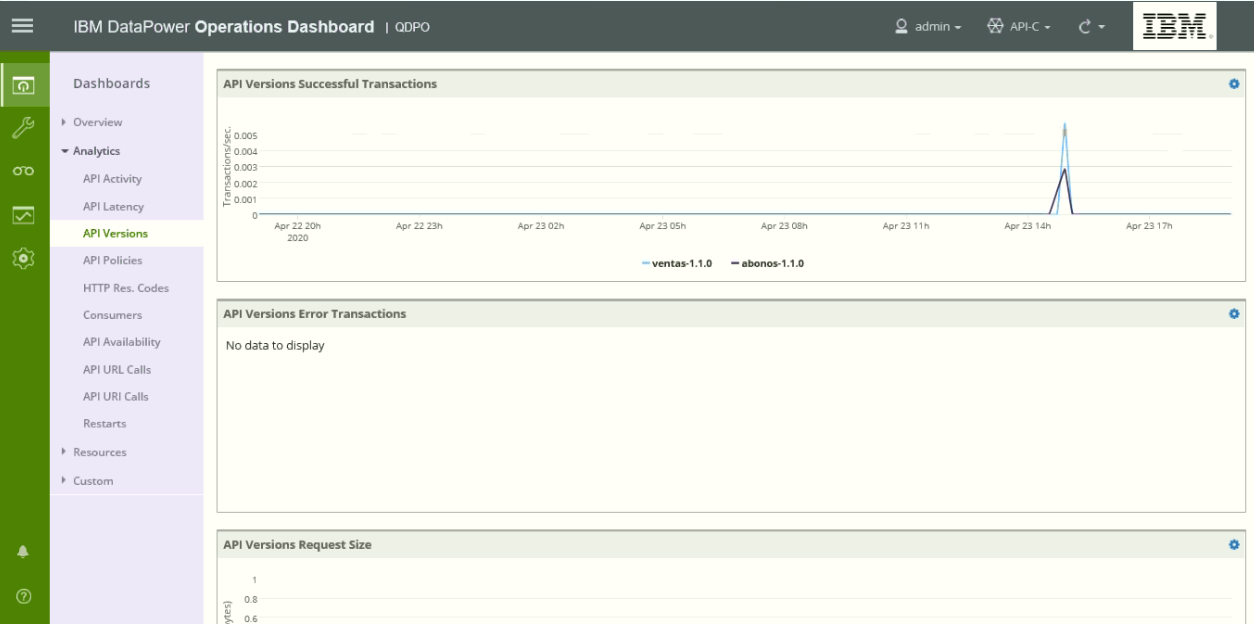 IBM DataPower Operations Dashboard | QDPO
admin
API-C
IBM
Dashboards
Overview
Analytics
API Activity
API Latency
API Versions
API Policies
HTTP Res. Codes
Consumers
API Availability
API URL Calls
API URI Calls
Restarts
Resources
Custom
API Versions Successful Transactions
Transactions/sec.
0.005
0.004
0.003
0.002
0.001
0
Apr 22 20h Apr 22 23h Apr 23 02h Apr 23 05h Apr 23 08h Apr 23 11h Apr 23 14h Apr 23 17h
2020
ventas-1.1.0 abonos-1.1.0
API Versions Error Transactions
No data to display
API Versions Request Size
1
0.8
0.6